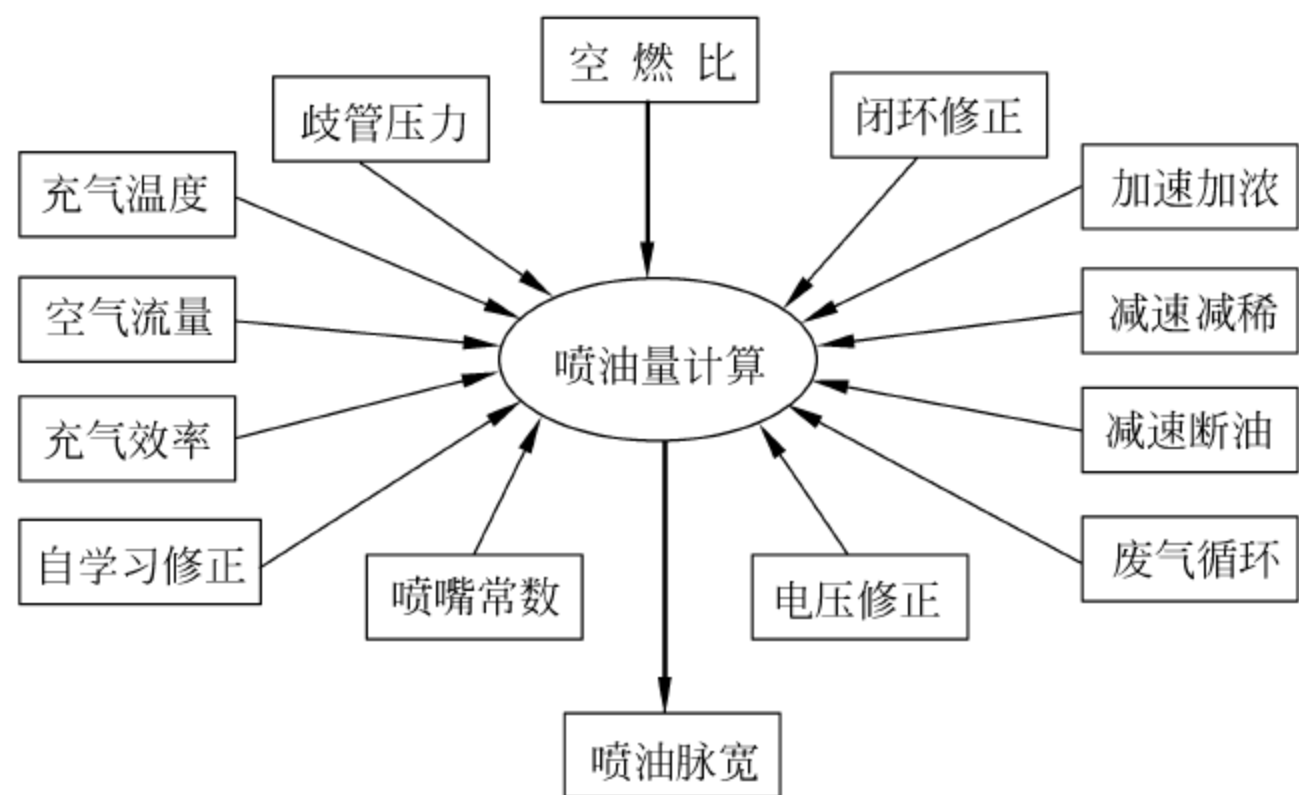 空燃比
歧管压力
闭环修正
充气温度
加速加浓
空气流量
减速减稀
喷油量计算
充气效率
减速断油
自学习修正
喷嘴常数
电压修正
废气循环
喷油脉宽